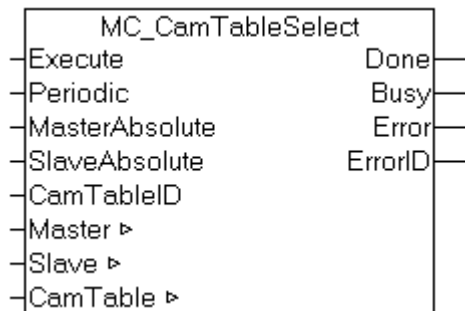 MC_CamTableSelect
Execute Done
Periodic Busy
MasterAbsolute Error
SlaveAbsolute ErrorID
CamTableID
Master ▹
Slave ▹
CamTable ▹